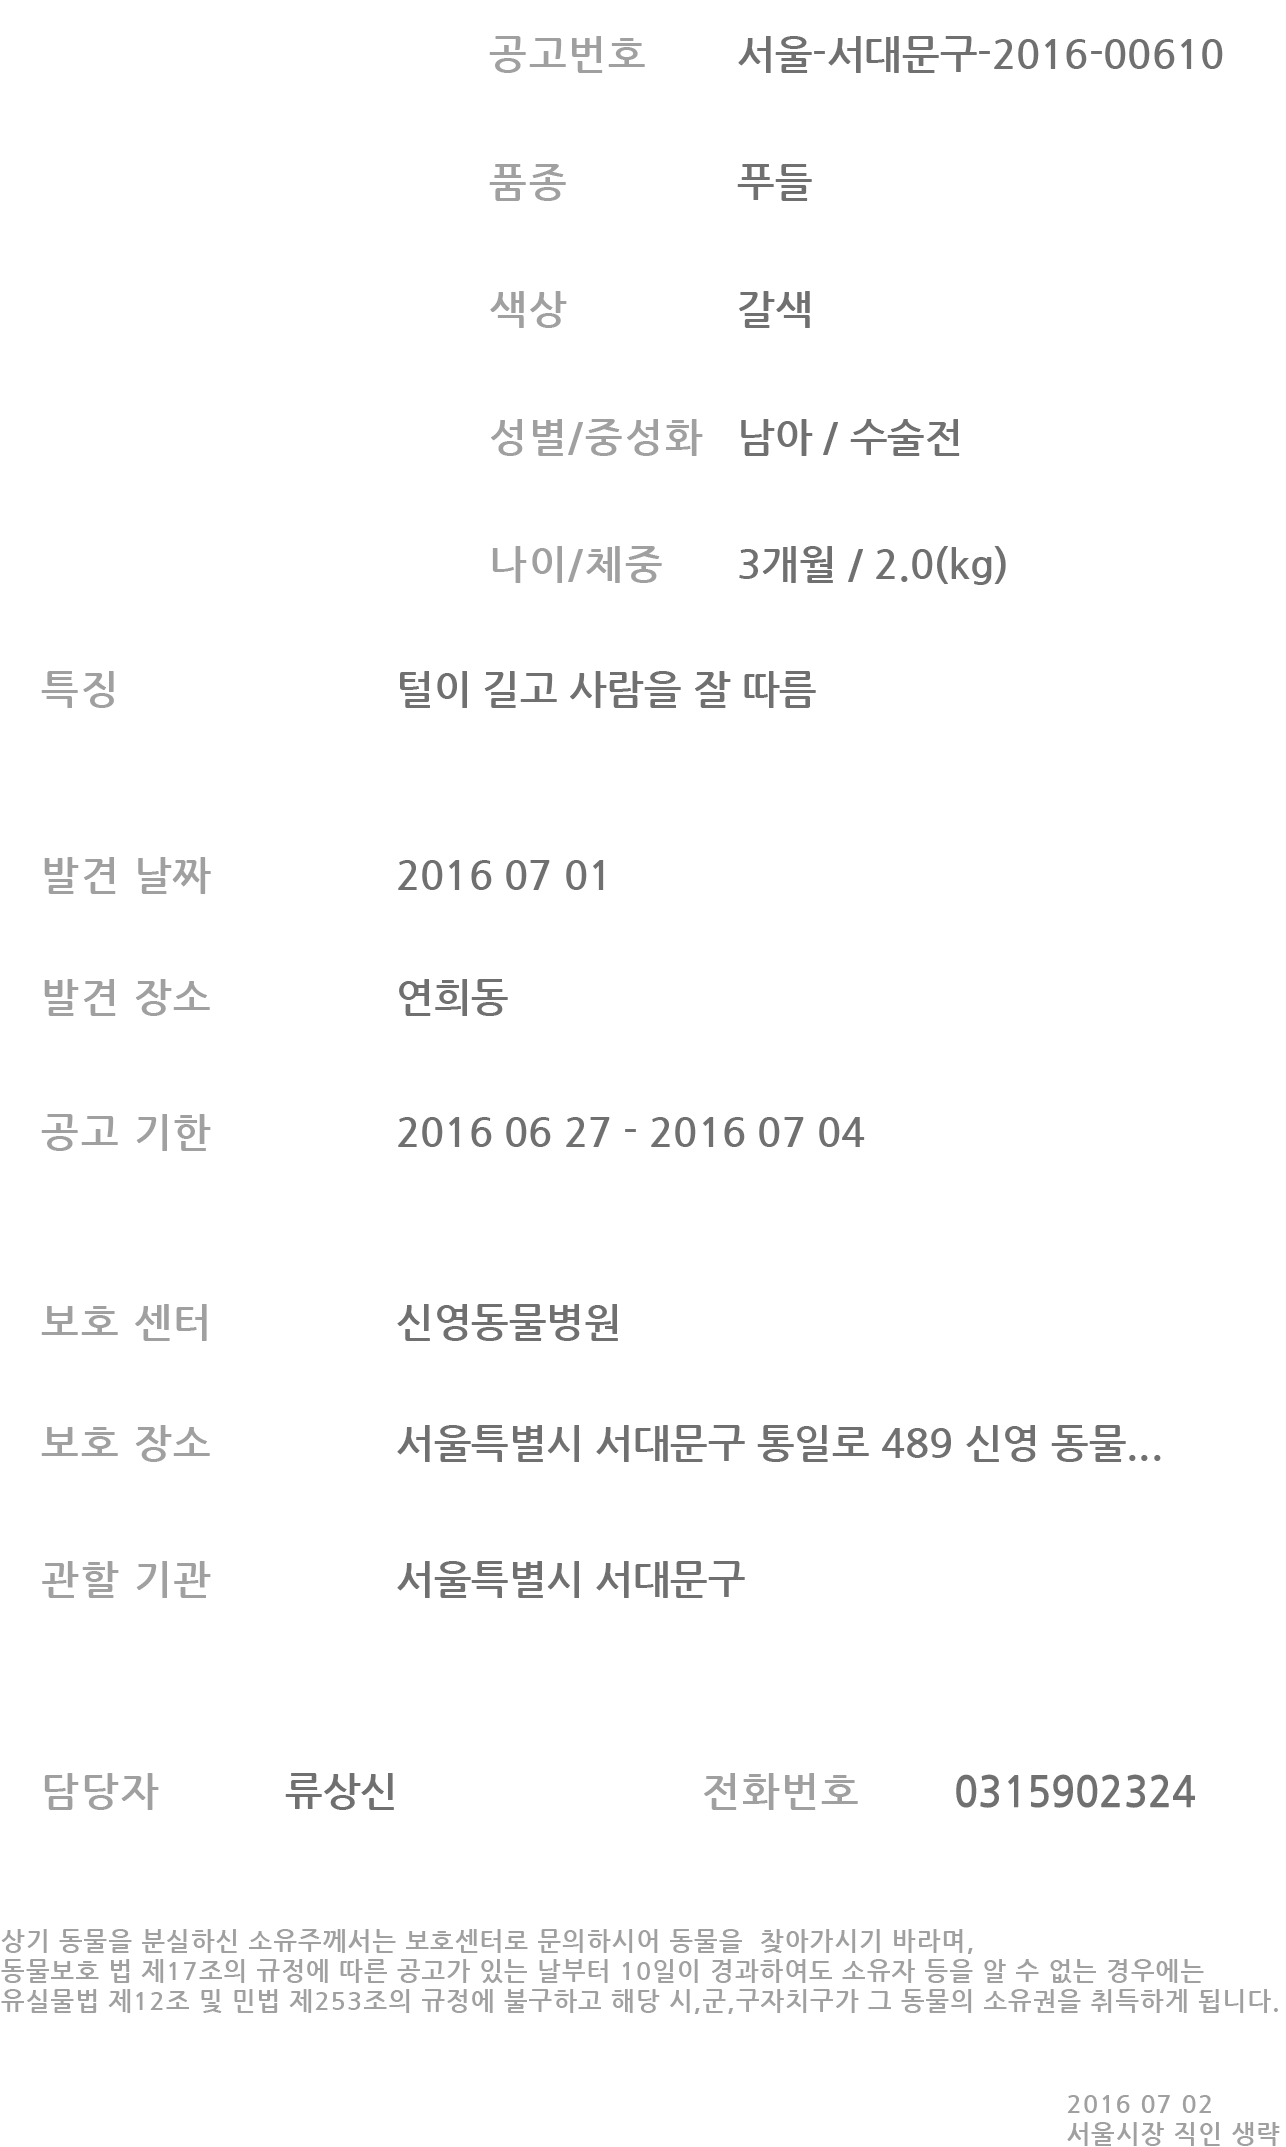 공고번호 서울-서대문구-2016-00610
품종 푸들
색상 갈색
성별/중성화 남아 / 수술전
나이/체중 3개월 / 2.0(kg)
특징 털이 길고 사람을 잘 따름
발견 날짜 2016 07 01
발견 장소 연희동
공고 기한 2016 06 27 - 2016 07 04
보호 센터 신영동물병원
보호 장소 서울특별시 서대문구 통일로 489 신영 동물...
관할 기관 서울특별시 서대문구
담당자 류상신 전화번호 0315902324
상기 동물을 분실하신 소유주께서는 보호센터로 문의하시어 동물을 찾아가시기 바라며,
동물보호 법 제17조의 규정에 따른 공고가 있는 날부터 10일이 경과하여도 소유자 등을 알 수 없는 경우에는
유실물법 제12조 및 민법 제253조의 규정에 불구하고 해당 시,군,구자치구가 그 동물의 소유권을 취득하게 됩니다.
2016 07 02
서울시장 직인 생략